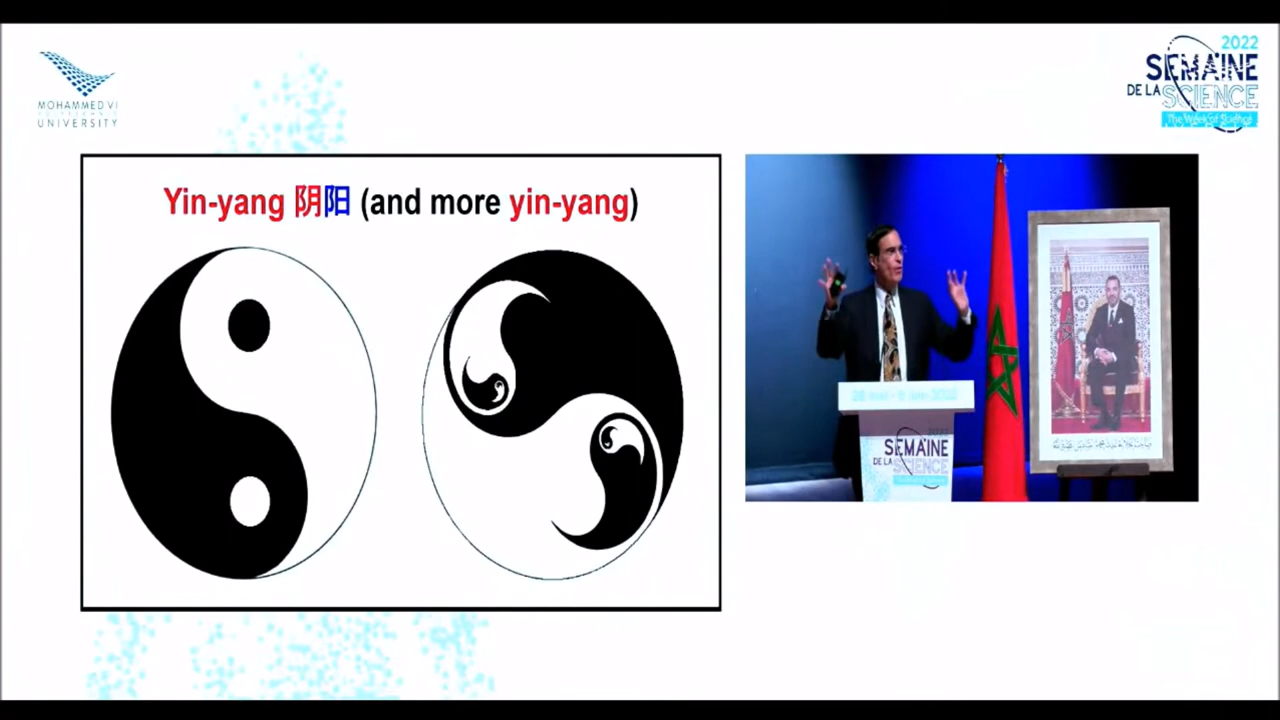 MOHAMMED VI
UNIVERSITY
2022
SEMAINE
DE LA SCIENCE
The Week of Science
Yin-yang 阴阳 (and more yin-yang)
2022
SEMAINE
DE LA SCIENCE